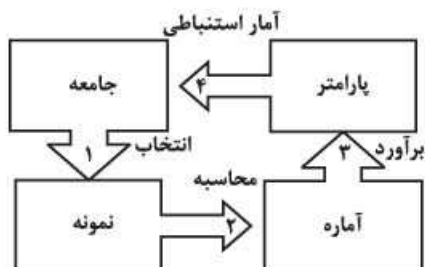 آمار استنباطی
پارامتر
۴
جامعه
برآورد
۳
انتخاب
۱
محاسبه
آماره
۲
نمونه